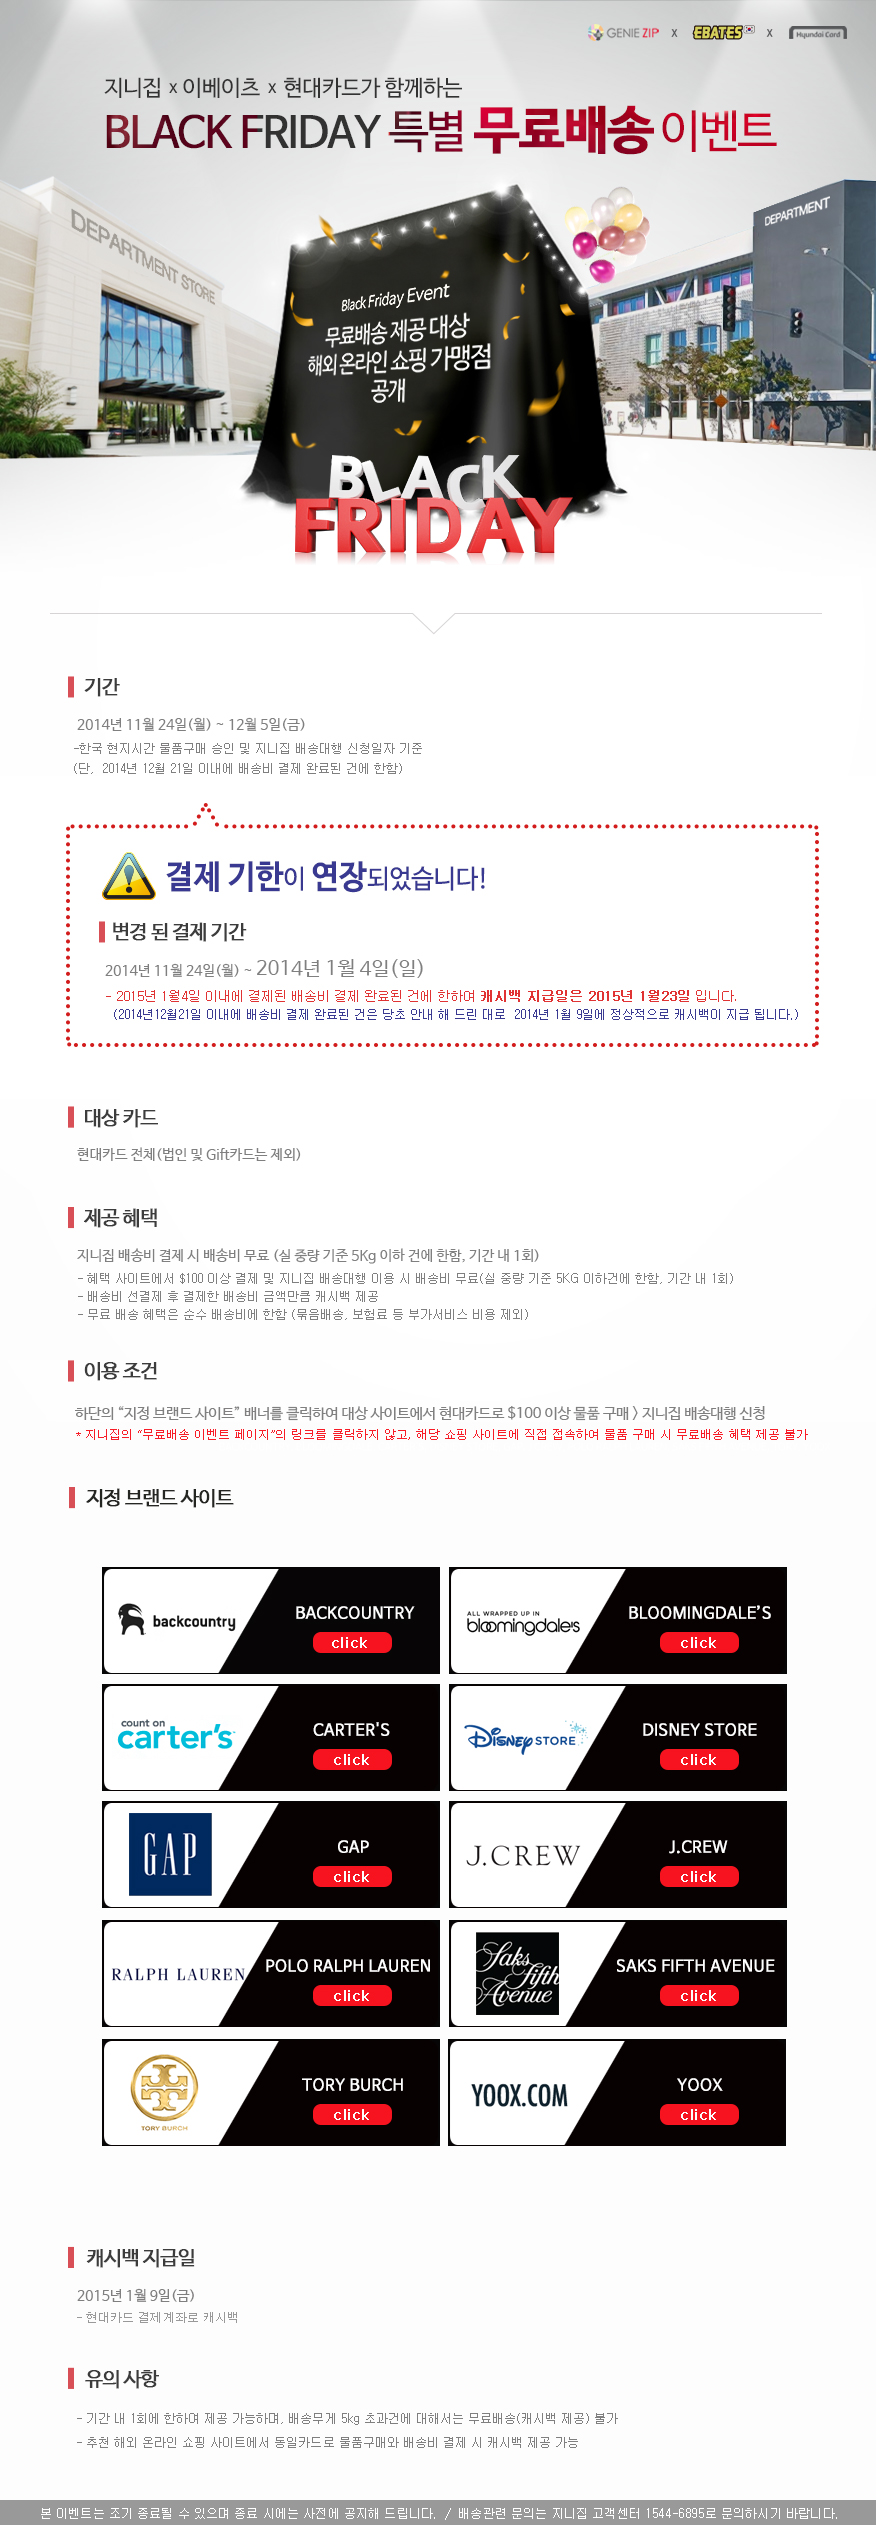 GENIE ZIP x EBATES x Hyundai Card
지니집 x 이베이츠 x 현대카드가 함께하는
BLACK FRIDAY 특별 무료배송 이벤트
DEPARTMENT STORE
DEPARTMENT
Black Friday Event
무료배송 제공 대상
해외 온라인 쇼핑 가맹점
공개
BLACK
FRIDAY
기간
2014년 11월 24일(월) ~ 12월 5일(금)
-한국 현지시간 물품구매 승인 및 지니집 배송대행 신청일자 기준
(단, 2014년 12월 21일 이내에 배송비 결제 완료된 건에 한함)
결제 기한이 연장되었습니다!
변경 된 결제 기간
2014년 11월 24일(월) ~ 2014년 1월 4일(일)
- 2015년 1월4일 이내에 결제된 배송비 결제 완료된 건에 한하여 캐시백 지급일은 2015년 1월23일 입니다.
(2014년12월21일 이내에 배송비 결제 완료된 건은 당초 안내 해 드린 대로 2014년 1월 9일에 정상적으로 캐시백이 지급 됩니다.)
대상 카드
현대카드 전체(법인 및 Gift카드는 제외)
제공 혜택
지니집 배송비 결제 시 배송비 무료 (실 중량 기준 5Kg 이하 건에 한함, 기간 내 1회)
- 혜택 사이트에서 $100 이상 결제 및 지니집 배송대행 이용 시 배송비 무료(실 중량 기준 5KG 이하건에 한함, 기간 내 1회)
- 배송비 선결제 후 결제한 배송비 금액만큼 캐시백 제공
- 무료 배송 혜택은 순수 배송비에 한함 (묶음배송, 보험료 등 부가서비스 비용 제외)
이용 조건
하단의 “지정 브랜드 사이트” 배너를 클릭하여 대상 사이트에서 현대카드로 $100 이상 물품 구매 > 지니집 배송대행 신청
* 지니집의 "무료배송 이벤트 페이지"의 링크를 클릭하지 않고, 해당 쇼핑 사이트에 직접 접속하여 물품 구매 시 무료배송 혜택 제공 불가
지정 브랜드 사이트
backcountry
BACKCOUNTRY
click
ALL WRAPPED UP IN
bloomingdale's
BLOOMINGDALE'S
click
count on
carter's
CARTER'S
click
Disney STORE
DISNEY STORE
click
GAP
GAP
click
J.CREW
J.CREW
click
RALPH LAUREN
POLO RALPH LAUREN
click
Saks
Fifth
Avenue
SAKS FIFTH AVENUE
click
TORY BURCH
TORY BURCH
click
YOOX.COM
YOOX
click
캐시백 지급일
2015년 1월 9일(금)
- 현대카드 결제계좌로 캐시백
유의 사항
- 기간 내 1회에 한하여 제공 가능하며, 배송무게 5kg 초과건에 대해서는 무료배송(캐시백 제공) 불가
- 추천 해외 온라인 쇼핑 사이트에서 동일카드로 물품구매와 배송비 결제 시 캐시백 제공 가능
본 이벤트는 조기 종료될 수 있으며 종료 시에는 사전에 공지해 드립니다. / 배송관련 문의는 지니집 고객센터 1544-6895로 문의하시기 바랍니다.